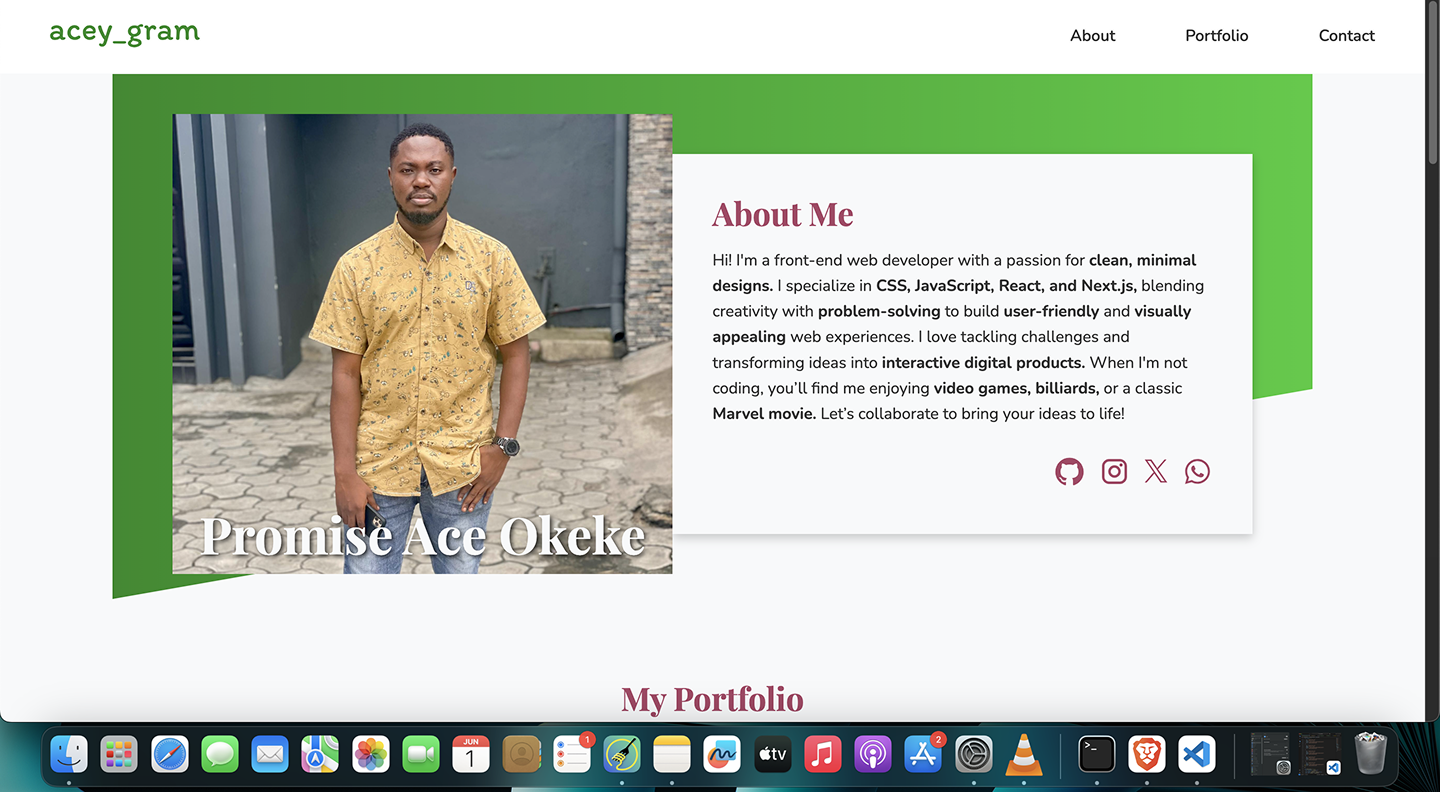 acey_gram
About Portfolio Contact
About Me
Hi! I'm a front-end web developer with a passion for clean, minimal
designs. I specialize in CSS, JavaScript, React, and Next.js, blending
creativity with problem-solving to build user-friendly and visually
appealing web experiences. I love tackling challenges and
transforming ideas into interactive digital products. When I'm not
coding, you’ll find me enjoying video games, billiards, or a classic
Marvel movie. Let’s collaborate to bring your ideas to life!
Promise Ace Okeke
My Portfolio
JUN
1
1
tv
2
>_